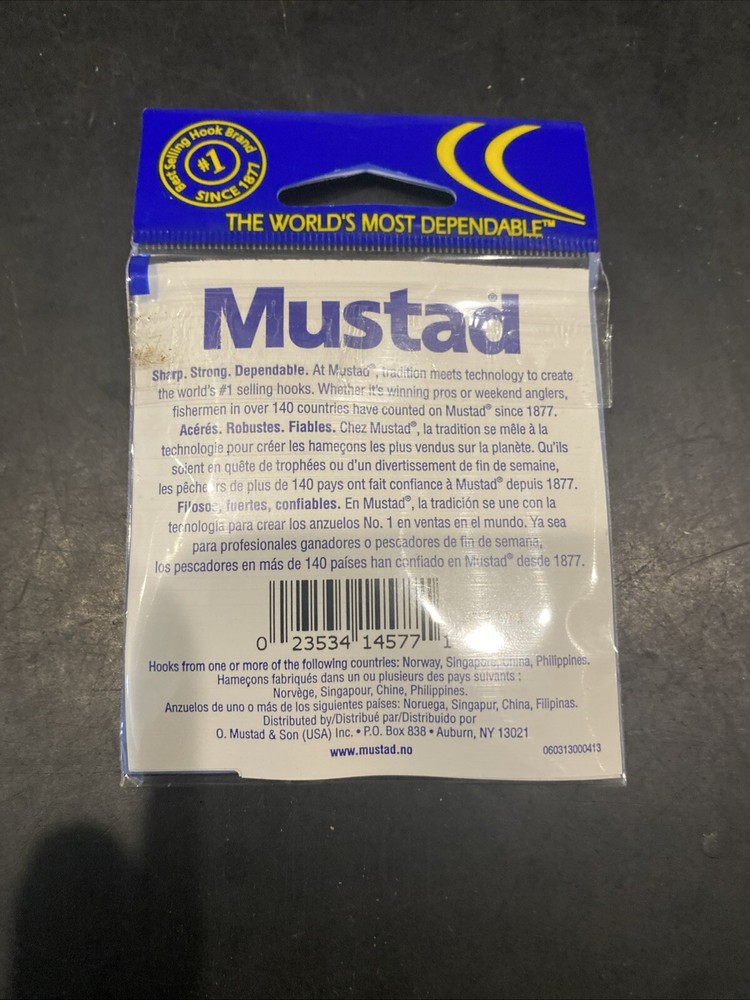 Best Selling Hook Brand
#1
SINCE 1877
THE WORLD'S MOST DEPENDABLE™
Mustad®
Sharp. Strong. Dependable. At Mustad®, tradition meets technology to create
the world's #1 selling hooks. Whether it's winning pros or weekend anglers,
fishermen in over 140 countries have counted on Mustad® since 1877.
Acérés. Robustes. Fiables. Chez Mustad®, la tradition se mêle à la
technologie pour créer les hameçons les plus vendus sur la planète. Qu'ils
soient en quête de trophées ou d'un divertissement de fin de semaine,
les pêcheurs de plus de 140 pays ont fait confiance à Mustad® depuis 1877.
Filosos, fuertes, confiables. En Mustad®, la tradición se une con la
tecnología para crear los anzuelos No. 1 en ventas en el mundo. Ya sea
para profesionales ganadores o pescadores de fin de semana,
los pescadores en más de 140 países han confiado en Mustad® desde 1877.
0 23534 14577 1
Hooks from one or more of the following countries: Norway, Singapore, China, Philippines.
Hameçons fabriqués dans un ou plusieurs des pays suivants :
Norvège, Singapour, Chine, Philippines.
Anzuelos de uno o más de los siguientes países: Noruega, Singapur, China, Filipinas.
Distributed by/Distribué par/Distribuido por
O. Mustad & Son (USA) Inc. • P.O. Box 838 • Auburn, NY 13021
www.mustad.no
060313000413